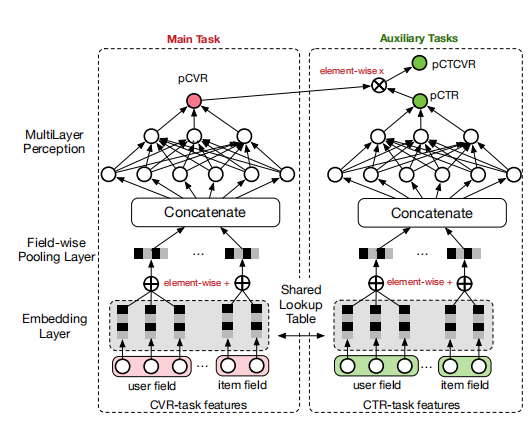 Main Task
Auxiliary Tasks
pCVR
element-wise x
pCTCVR
pCTR
MultiLayer
Perception
Concatenate
Concatenate
Field-wise
Pooling Layer
...
...
element-wise +
element-wise +
Shared
Lookup
Table
Embedding
Layer
...
...
user field
item field
user field
item field
CVR-task features
CTR-task features